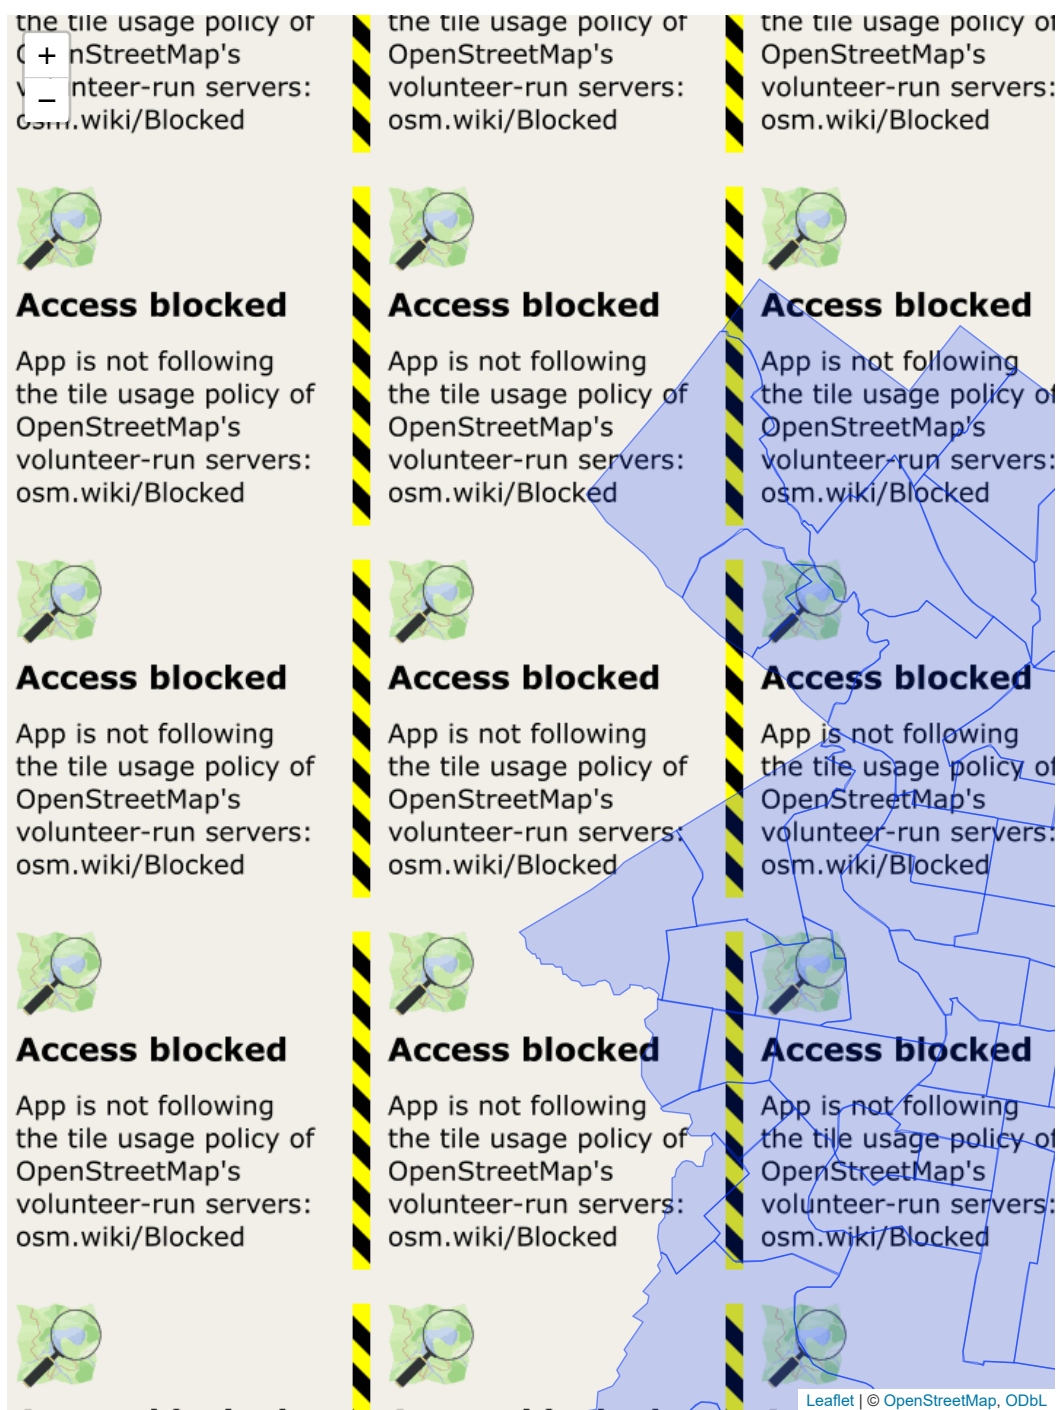 the tile usage policy of
OpenStreetMap's
volunteer-run servers:
osm.wiki/Blocked
the tile usage policy of
OpenStreetMap's
volunteer-run servers:
osm.wiki/Blocked
the tile usage policy of
OpenStreetMap's
volunteer-run servers:
osm.wiki/Blocked
+
−
Access blocked
App is not following
the tile usage policy of
OpenStreetMap's
volunteer-run servers:
osm.wiki/Blocked
Access blocked
App is not following
the tile usage policy of
OpenStreetMap's
volunteer-run servers:
osm.wiki/Blocked
Access blocked
App is not following
the tile usage policy of
OpenStreetMap's
volunteer-run servers:
osm.wiki/Blocked
Access blocked
App is not following
the tile usage policy of
OpenStreetMap's
volunteer-run servers:
osm.wiki/Blocked
Access blocked
App is not following
the tile usage policy of
OpenStreetMap's
volunteer-run servers:
osm.wiki/Blocked
Access blocked
App is not following
the tile usage policy of
OpenStreetMap's
volunteer-run servers:
osm.wiki/Blocked
Access blocked
App is not following
the tile usage policy of
OpenStreetMap's
volunteer-run servers:
osm.wiki/Blocked
Access blocked
App is not following
the tile usage policy of
OpenStreetMap's
volunteer-run servers:
osm.wiki/Blocked
Access blocked
App is not following
the tile usage policy of
OpenStreetMap's
volunteer-run servers:
osm.wiki/Blocked
Leaflet | © OpenStreetMap, ODbL